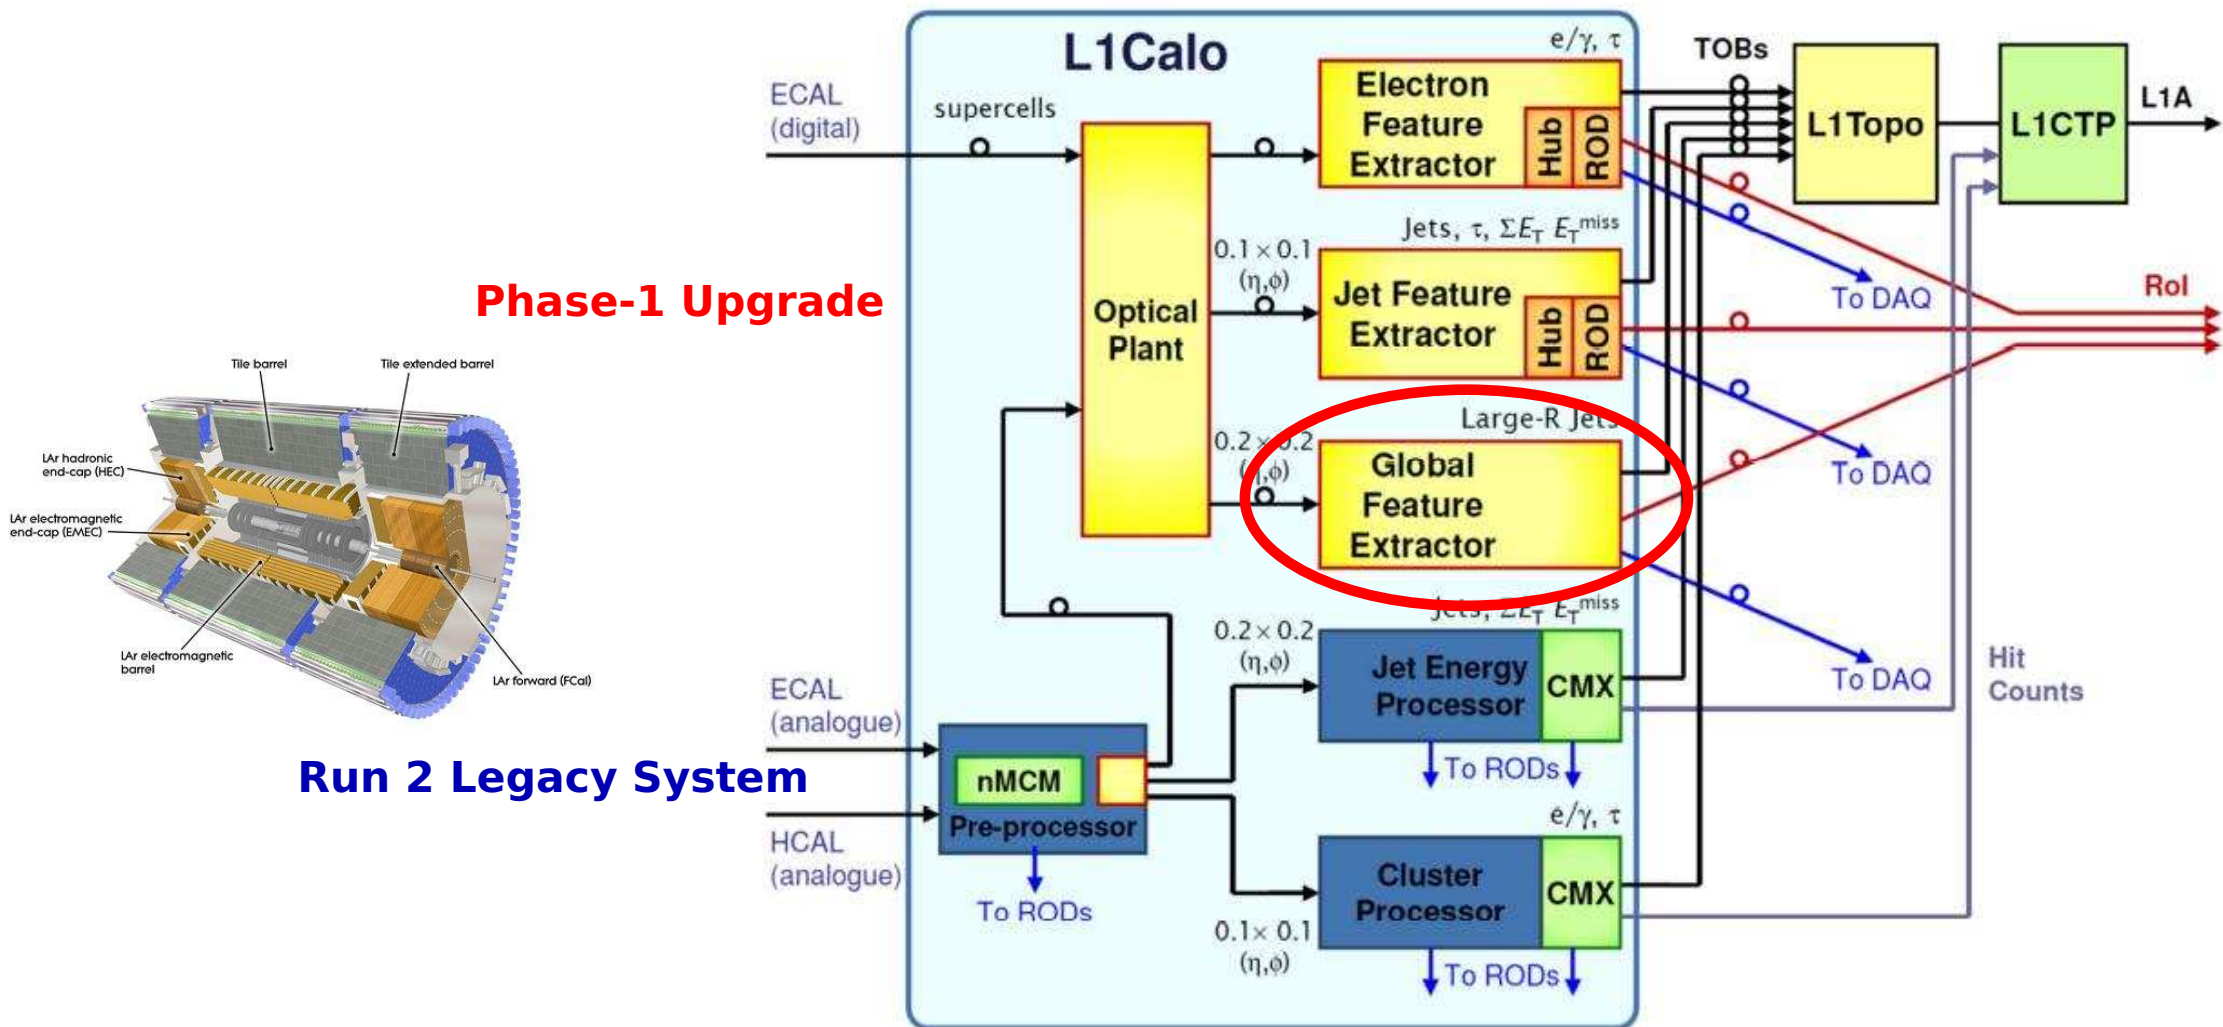 L1Calo
e/γ, τ
TOBs
ECAL
(digital)
supercells
Electron
Feature
Extractor
Hub
ROD
L1Topo
L1CTP
L1A
Jets, τ, ΣE_T E_T^miss
0.1 × 0.1
(η,ϕ)
To DAQ
RoI
Phase-1 Upgrade
Optical
Plant
Jet Feature
Extractor
Hub
ROD
Tile barrel
Tile extended barrel
Large-R Jets
0.2 × 0.2
(η,ϕ)
Global
Feature
Extractor
To DAQ
LAr hadronic
end-cap (HEC)
LAr electromagnetic
end-cap (EMEC)
LAr electromagnetic
barrel
LAr forward (FCal)
Jets, ΣE_T E_T^miss
0.2 × 0.2
(η,ϕ)
Jet Energy
Processor
CMX
To DAQ
Hit
Counts
ECAL
(analogue)
Run 2 Legacy System
nMCM
Pre-processor
To RODs
HCAL
(analogue)
To RODs
e/γ, τ
Cluster
Processor
CMX
0.1 × 0.1
(η,ϕ)
To RODs